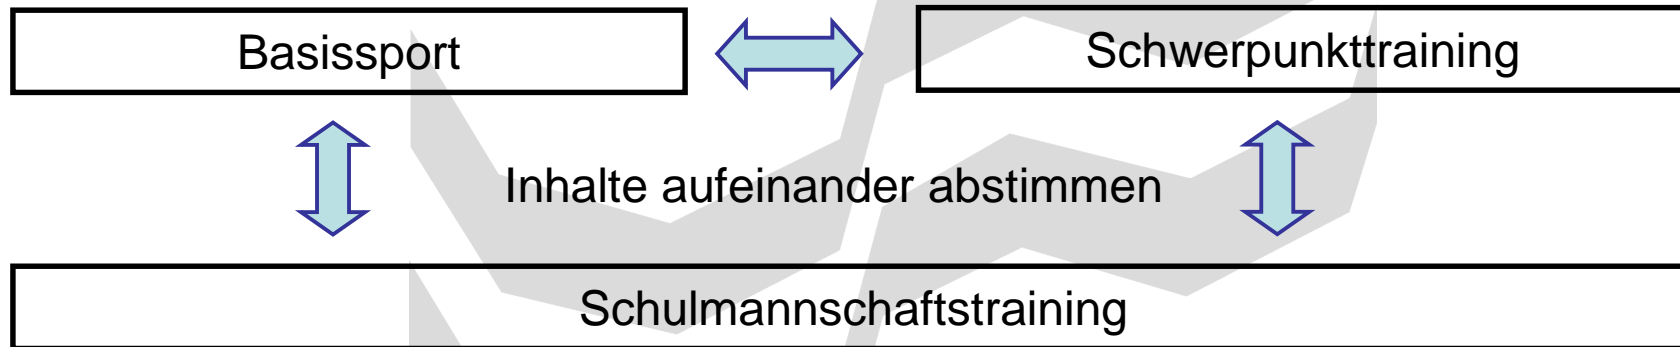 Basissport
Schwerpunkttraining
Inhalte aufeinander abstimmen
Schulmannschaftstraining